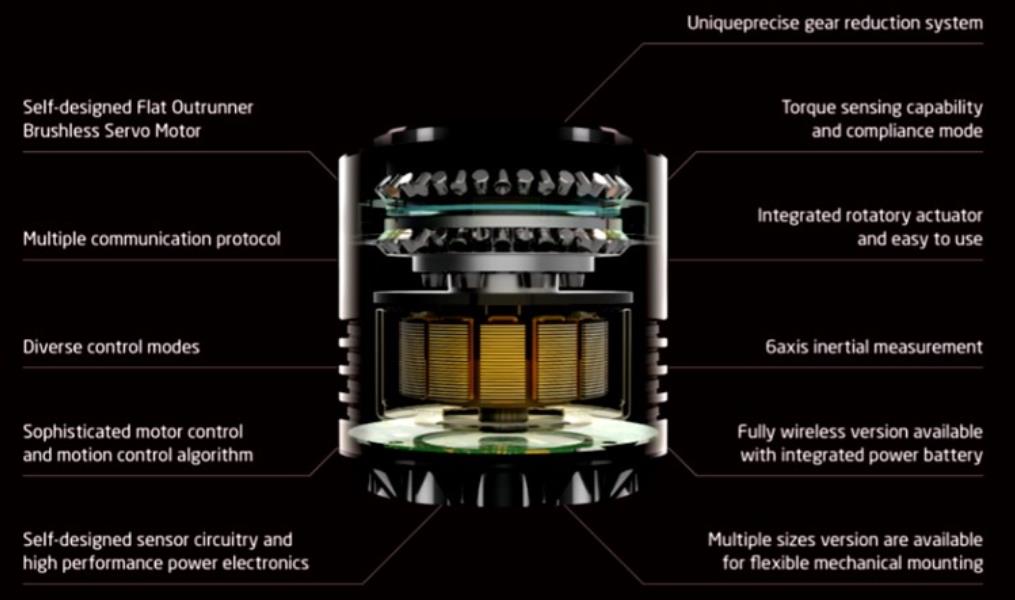 Uniqueprecise gear reduction system
Self-designed Flat Outrunner
Brushless Servo Motor
Torque sensing capability
and compliance mode
Multiple communication protocol
Integrated rotatory actuator
and easy to use
Diverse control modes
6axis inertial measurement
Sophisticated motor control
and motion control algorithm
Fully wireless version available
with integrated power battery
Self-designed sensor circuitry and
high performance power electronics
Multiple sizes version are available
for flexible mechanical mounting